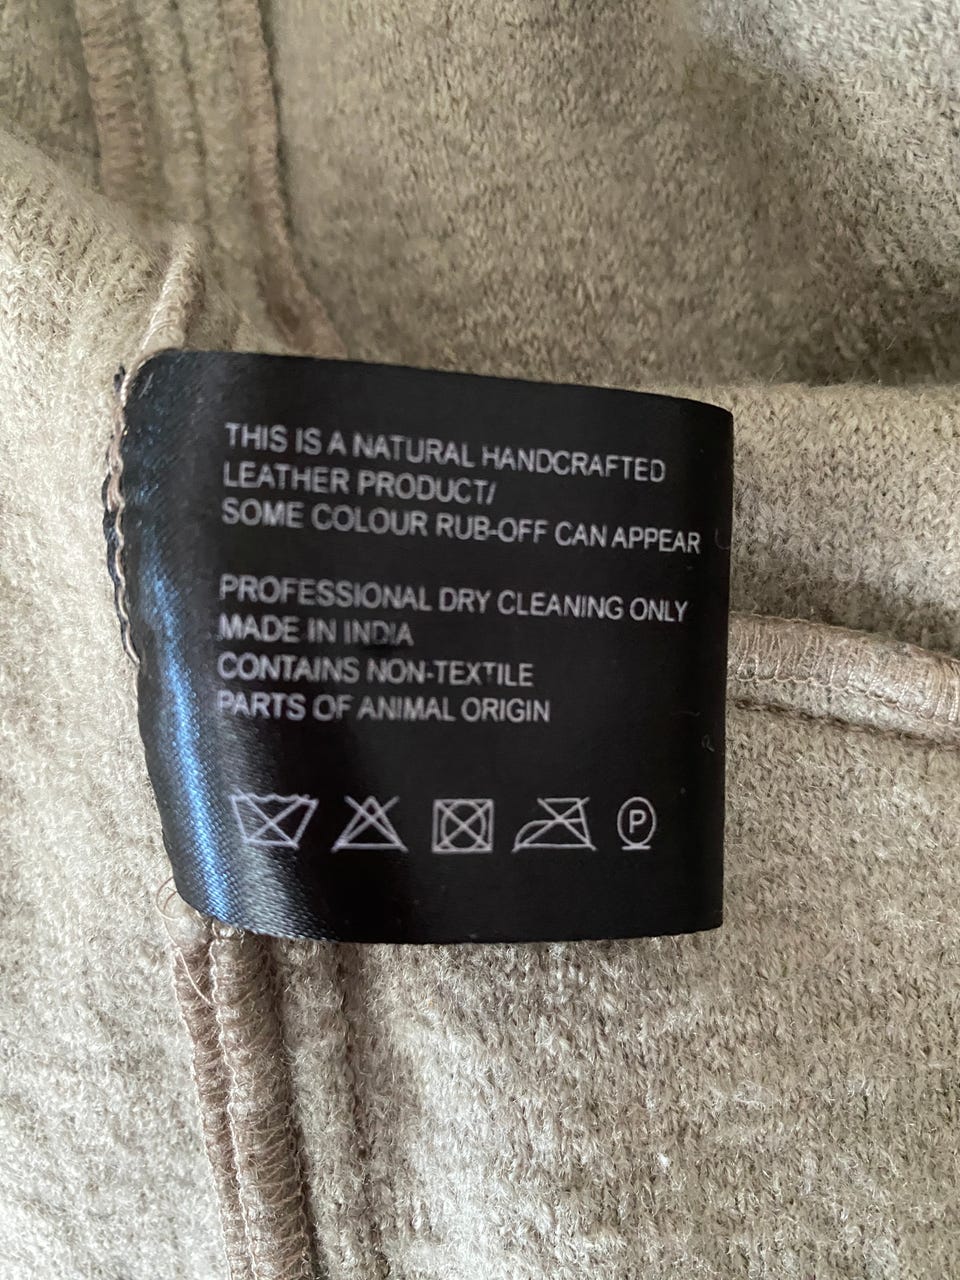 THIS IS A NATURAL HANDCRAFTED
LEATHER PRODUCT/
SOME COLOUR RUB-OFF CAN APPEAR
PROFESSIONAL DRY CLEANING ONLY
MADE IN INDIA
CONTAINS NON-TEXTILE
PARTS OF ANIMAL ORIGIN
P